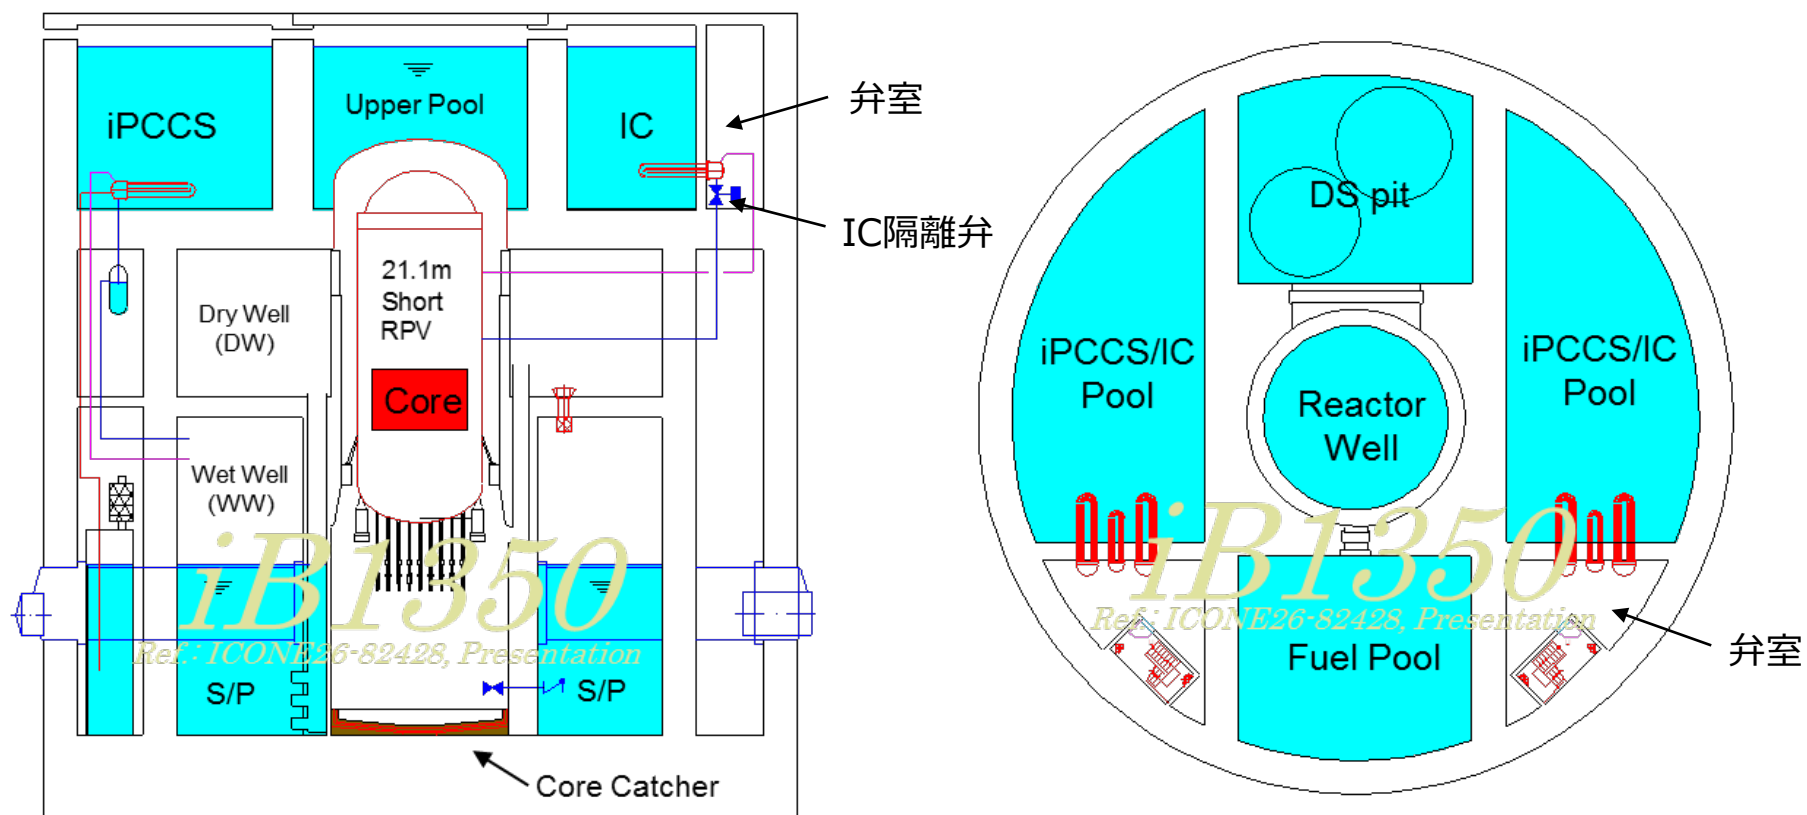 iPCCS
Upper Pool
IC
弁室
IC隔離弁
21.1m
Short
RPV
Dry Well
(DW)
Core
Wet Well
(WW)
iB1350
Ref.: ICONE26-82428, Presentation
S/P
S/P
Core Catcher
DS pit
iPCCS/IC
Pool
iPCCS/IC
Pool
Reactor
Well
iB1350
Ref.: ICONE26-82428, Presentation
Fuel Pool
弁室